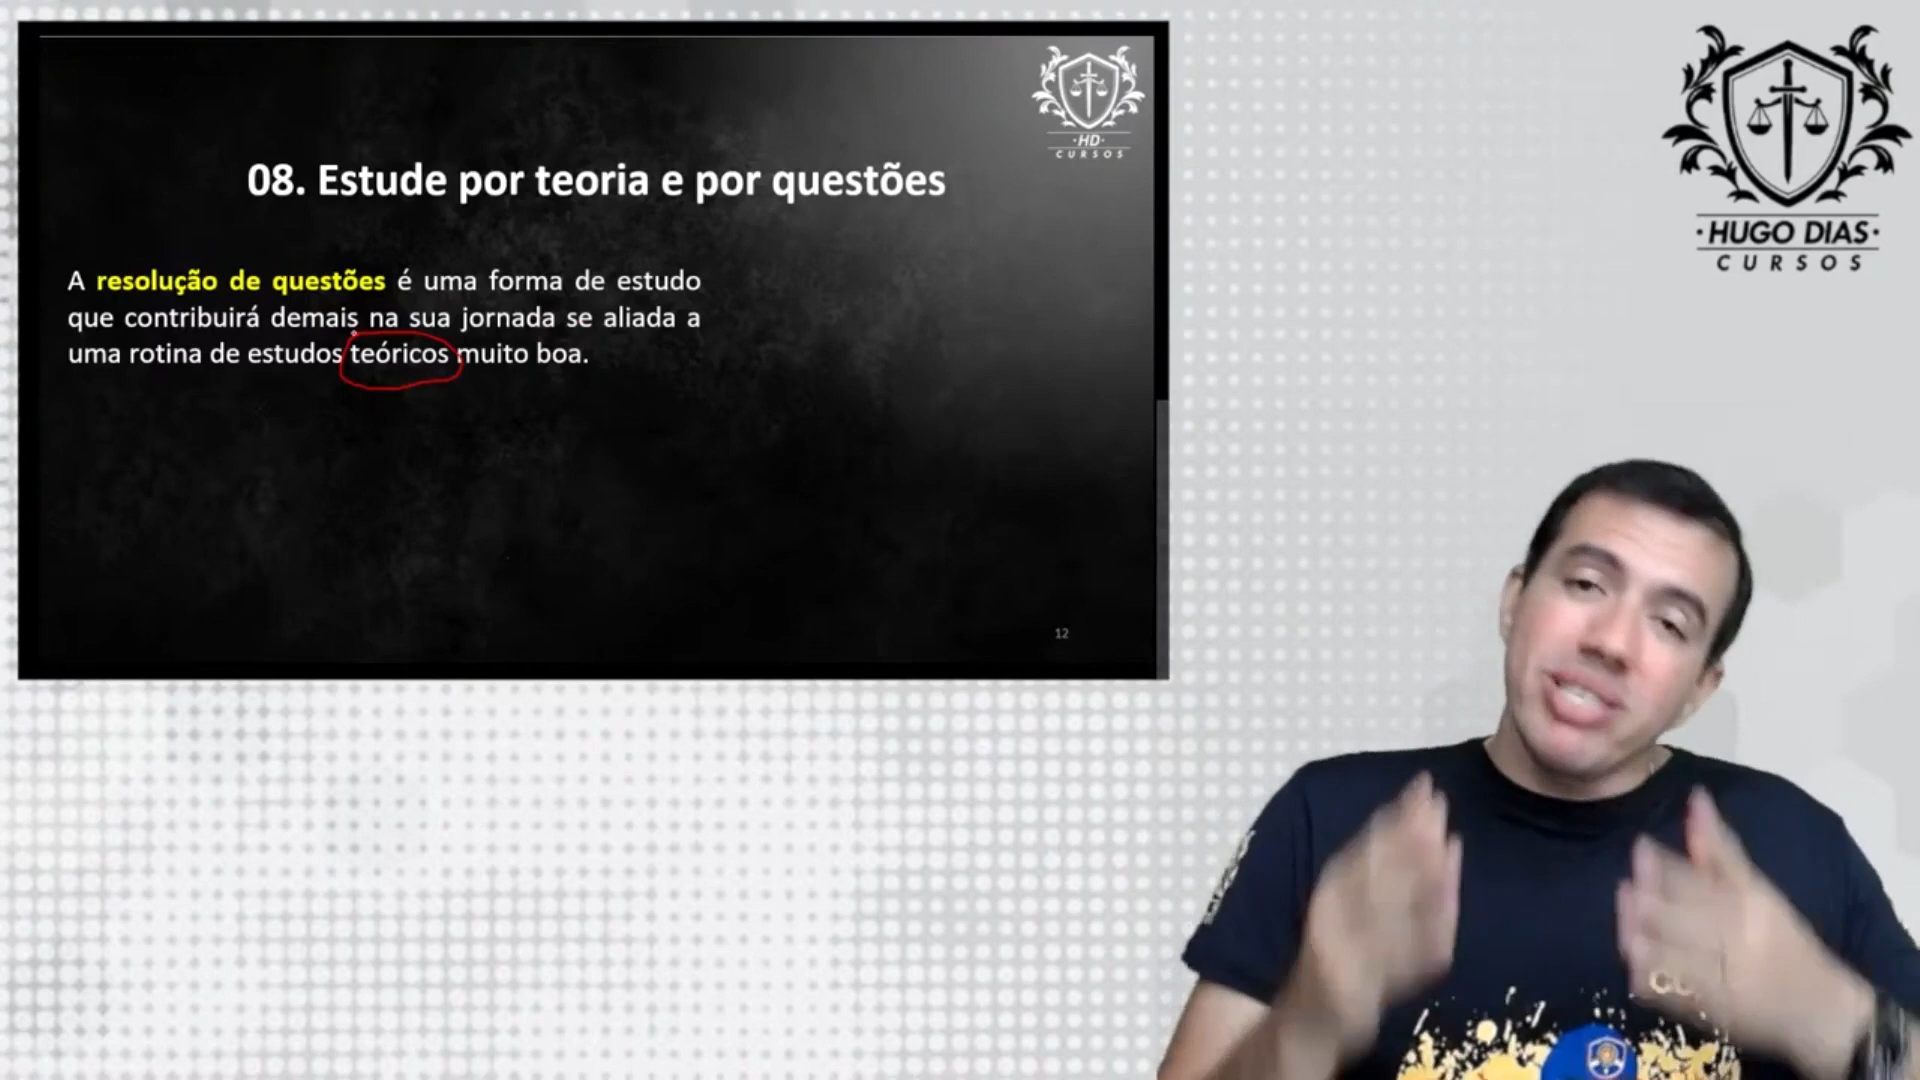 ·HD·
CURSOS
08. Estude por teoria e por questões
A resolução de questões é uma forma de estudo
que contribuirá demais na sua jornada se aliada a
uma rotina de estudos teóricos muito boa.
12
·HUGO DIAS·
CURSOS